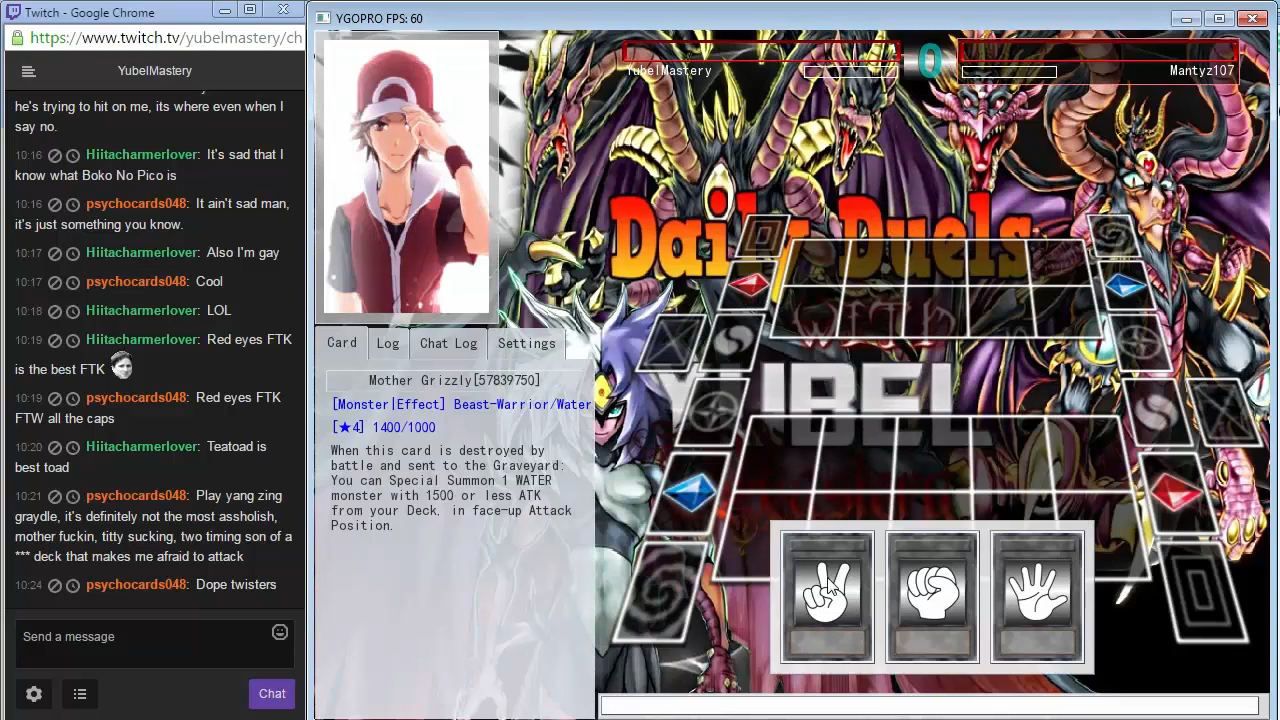 Twitch - Google Chrome
https://www.twitch.tv/yubelmastery/ch
YubelMastery
he's trying to hit on me, its where even when I
say no.
10:16 Hiitacharmerlover: It's sad that I
know what Boko No Pico is
10:16 psychocards048: It ain't sad man,
it's just something you know.
10:17 Hiitacharmerlover: Also I'm gay
10:17 psychocards048: Cool
10:18 Hiitacharmerlover: LOL
10:19 Hiitacharmerlover: Red eyes FTK
is the best FTK
10:19 psychocards048: Red eyes FTK
FTW all the caps
10:20 Hiitacharmerlover: Teatoad is
best toad
10:21 psychocards048: Play yang zing
graydle, it's definitely not the most assholish,
mother fuckin, titty sucking, two timing son of a
*** deck that makes me afraid to attack
10:24 psychocards048: Dope twisters
Send a message
Chat
YGOPRO FPS: 60
YubelMastery
0
Mantyz107
Card
Log
Chat Log
Settings
Mother Grizzly[57839750]
[Monster|Effect] Beast-Warrior/Water
[★4] 1400/1000
When this card is destroyed by
battle and sent to the Graveyard:
You can Special Summon 1 WATER
monster with 1500 or less ATK
from your Deck, in face-up Attack
Position.
Daily Duels
WITH
YUBEL